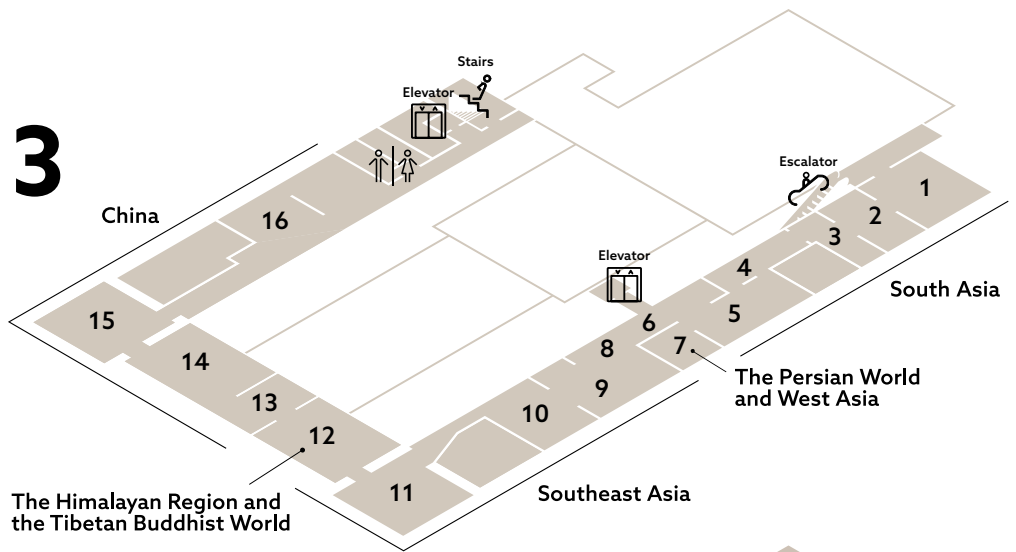 Stairs
Elevator
3
Escalator
1
China
16
2
3
Elevator
4
South Asia
5
15
6
7
8
14
The Persian World
and West Asia
9
13
10
12
11
Southeast Asia
The Himalayan Region and
the Tibetan Buddhist World